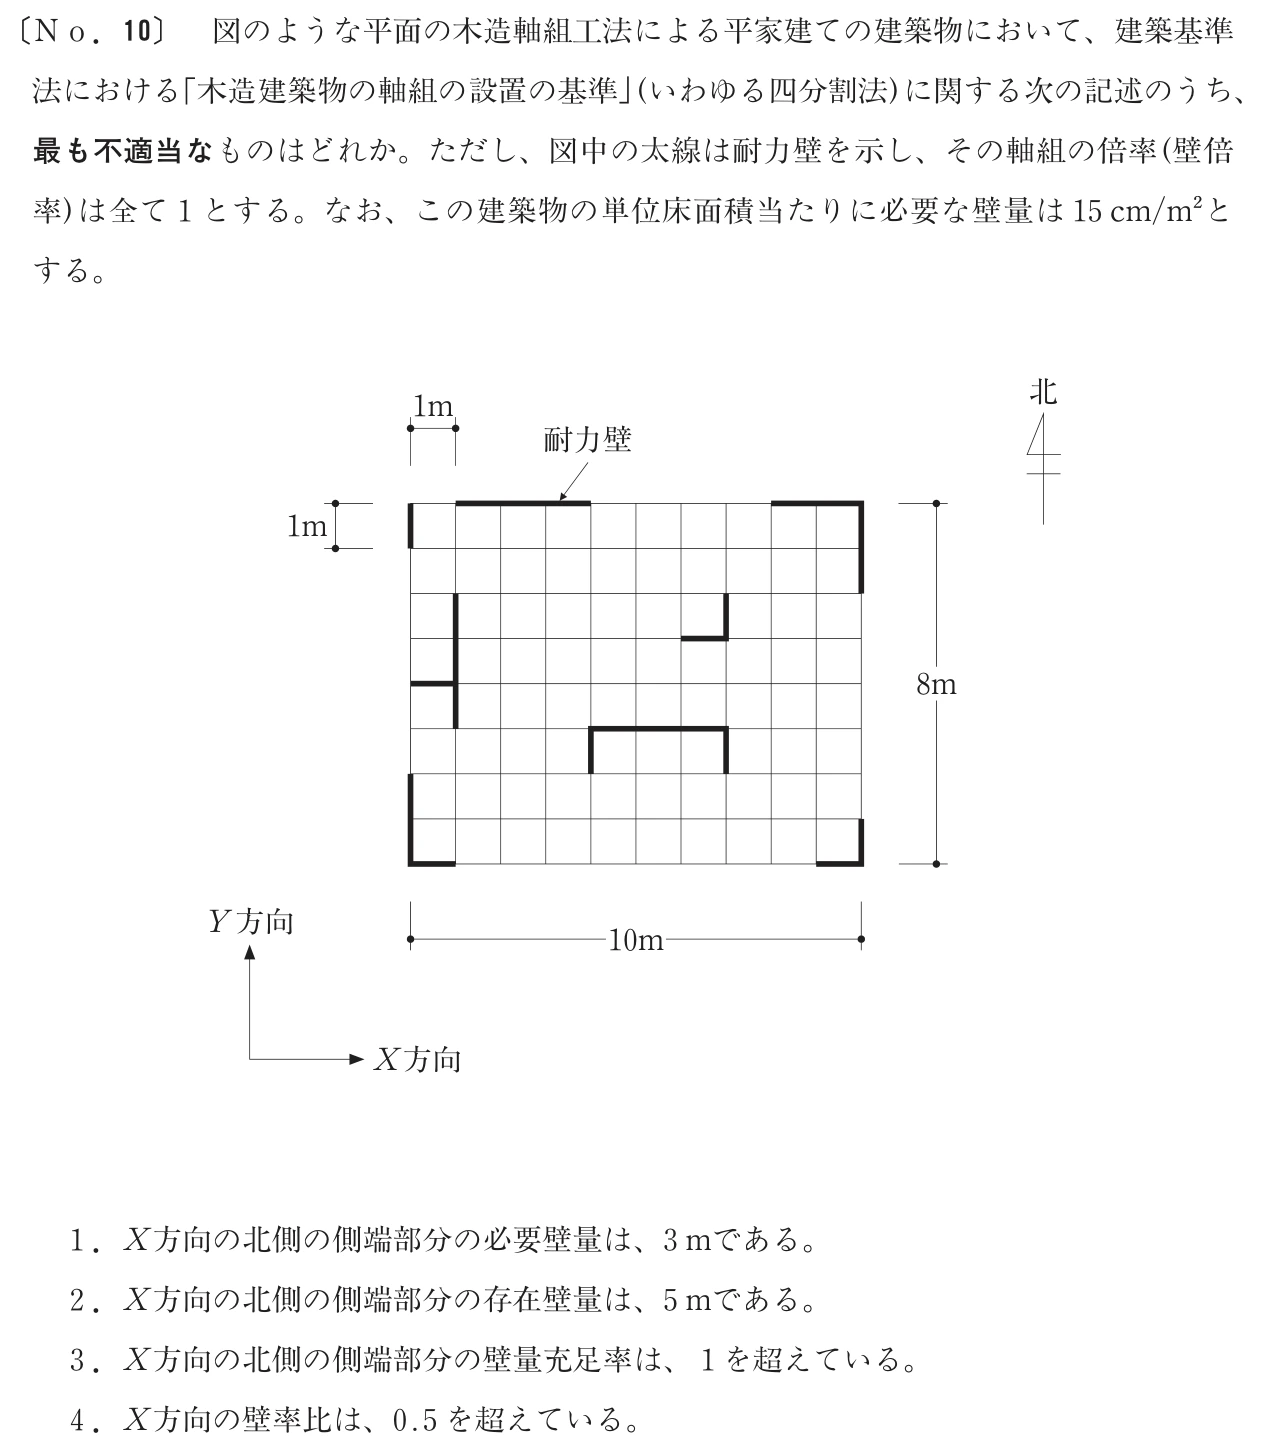 〔Ｎｏ．10〕　図のような平面の木造軸組工法による平家建ての建築物において、建築基準
法における「木造建築物の軸組の設置の基準」(いわゆる四分割法)に関する次の記述のうち、
最も不適当なものはどれか。ただし、図中の太線は耐力壁を示し、その軸組の倍率(壁倍
率)は全て１とする。なお、この建築物の単位床面積当たりに必要な壁量は 15 cm/m²と
する。
北
1m
耐力壁
1m
8m
Y方向
10m
X方向
1．X方向の北側の側端部分の必要壁量は、3 mである。
2．X方向の北側の側端部分の存在壁量は、5 mである。
3．X方向の北側の側端部分の壁量充足率は、１を超えている。
4．X方向の壁率比は、0.5 を超えている。